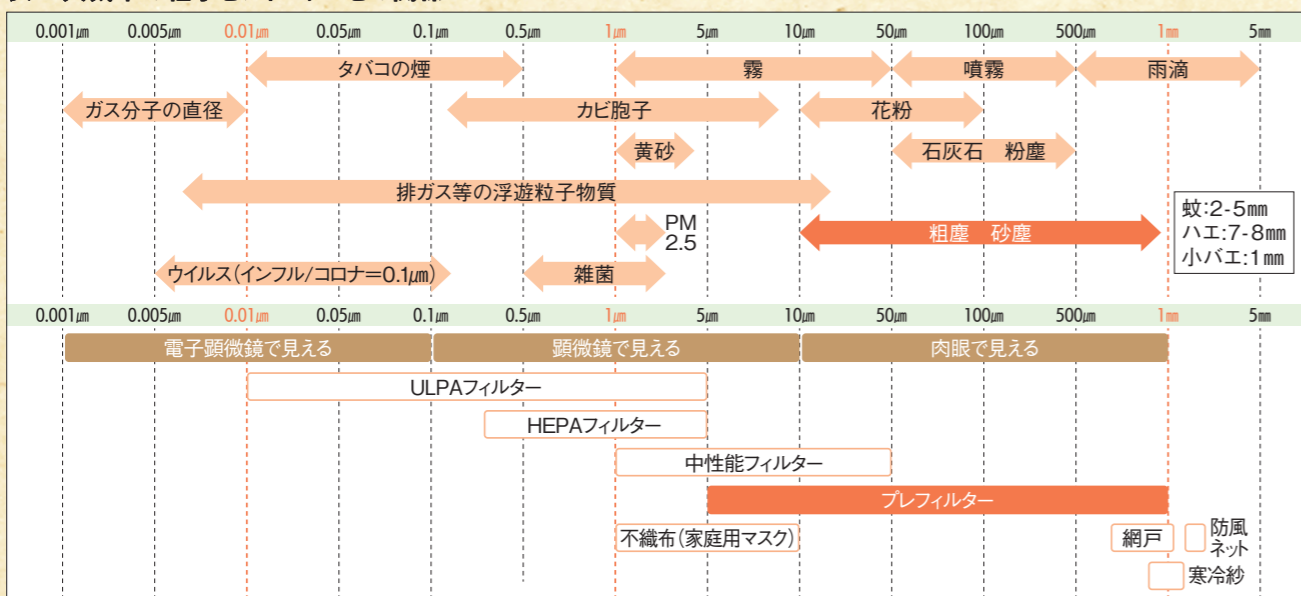 0.001㎛ 0.005㎛ 0.01㎛ 0.05㎛ 0.1㎛ 0.5㎛ 1㎛ 5㎛ 10㎛ 50㎛ 100㎛ 500㎛ 1㎜ 5㎜
タバコの煙 霧 噴霧 雨滴
ガス分子の直径 カビ胞子 花粉
黄砂 石灰石 粉塵
排ガス等の浮遊粒子物質
PM
2.5
粗塵 砂塵
蚊:2-5㎜
ハエ:7-8㎜
小バエ:1㎜
ウイルス(インフル/コロナ=0.1㎛) 雑菌
0.001㎛ 0.005㎛ 0.01㎛ 0.05㎛ 0.1㎛ 0.5㎛ 1㎛ 5㎛ 10㎛ 50㎛ 100㎛ 500㎛ 1㎜ 5㎜
電子顕微鏡で見える 顕微鏡で見える 肉眼で見える
ULPAフィルター
HEPAフィルター
中性能フィルター
プレフィルター
不織布(家庭用マスク) 網戸 防風
ネット
寒冷紗